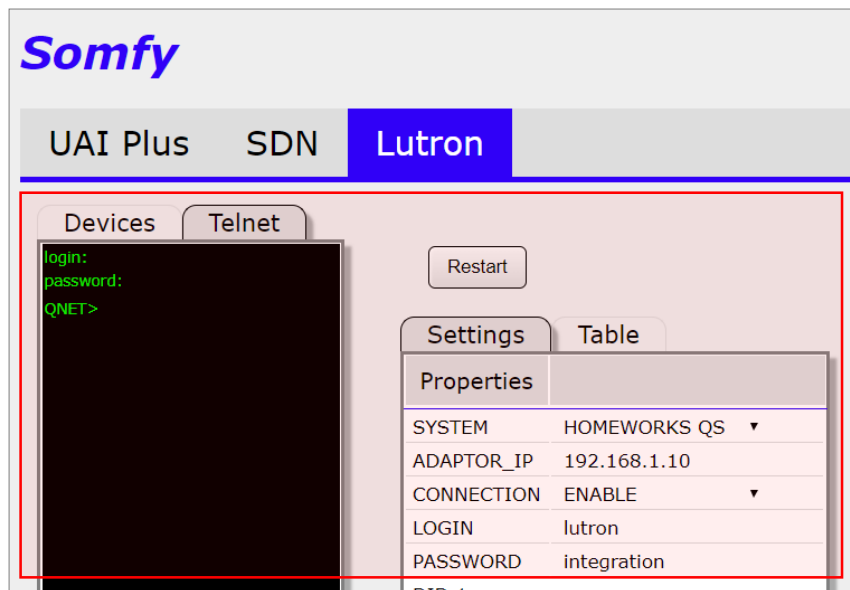 Somfy
UAI Plus SDN Lutron
Devices Telnet
login:
password:
QNET>
Restart
Settings Table
Properties
SYSTEM HOMEWORKS QS ▼
ADAPTOR_IP 192.168.1.10
CONNECTION ENABLE ▼
LOGIN lutron
PASSWORD integration